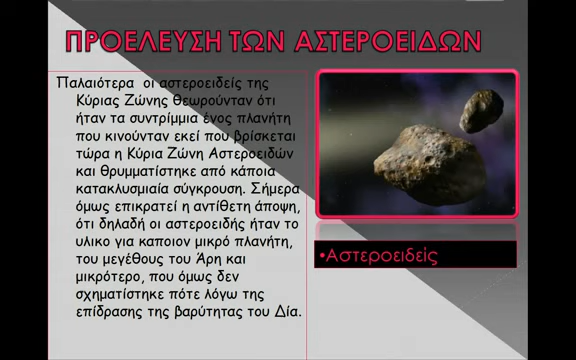 ΠΡΟΕΛΕΥΣΗ ΤΩΝ ΑΣΤΕΡΟΕΙΔΩΝ
Παλαιότερα οι αστεροειδείς της
Κύριας Ζώνης θεωρούνταν ότι
ήταν τα συντρίμμια ένος πλανήτη
που κινούνταν εκεί που βρίσκεται
τώρα η Κύρια Ζώνη Αστεροειδών
και θρυμματίστηκε από κάποια
κατακλυσμιαία σύγκρουση. Σήμερα
όμως επικρατεί η αντίθετη άποψη,
ότι δηλαδή οι αστεροειδής ήταν το
υλικο για καποιον μικρό πλανήτη,
του μεγέθους του Άρη και
μικρότερο, που όμως δεν
σχηματίστηκε πότε λόγω της
επίδρασης της βαρύτητας του Δία.
•Αστεροειδείς